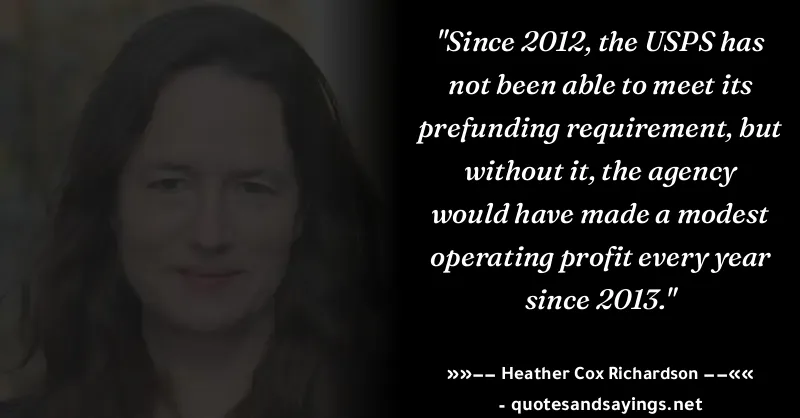 "Since 2012, the USPS has
not been able to meet its
prefunding requirement, but
without it, the agency
would have made a modest
operating profit every year
since 2013."
»»−− Heather Cox Richardson −−««
- quotesandsayings.net